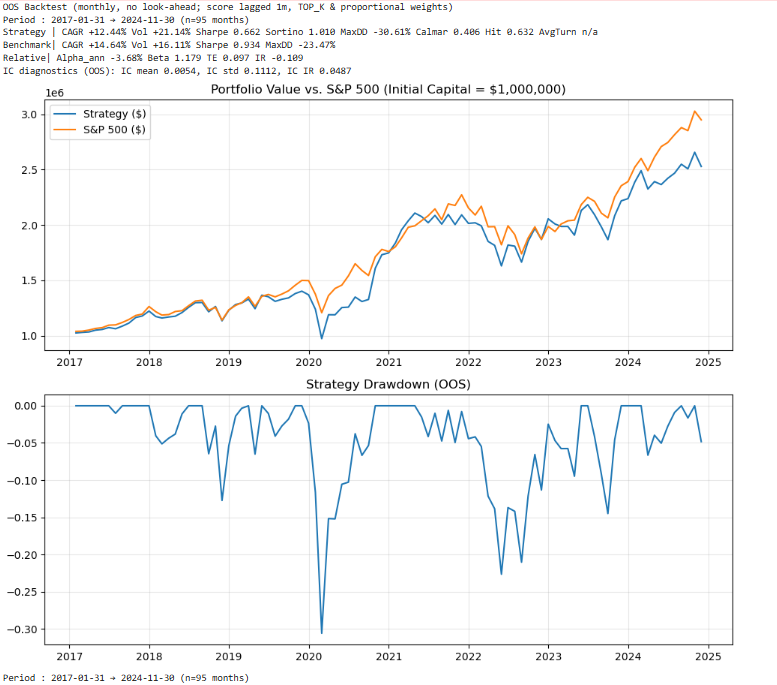 OOS Backtest (monthly, no look-ahead; score lagged 1m, TOP_K & proportional weights)
Period : 2017-01-31 → 2024-11-30 (n=95 months)
Strategy | CAGR +12.44% Vol +21.14% Sharpe 0.662 Sortino 1.010 MaxDD -30.61% Calmar 0.406 Hit 0.632 AvgTurn n/a
Benchmark| CAGR +14.64% Vol +16.11% Sharpe 0.934 MaxDD -23.47%
Relative| Alpha_ann -3.68% Beta 1.179 TE 0.097 IR -0.109
IC diagnostics (OOS): IC mean 0.0054, IC std 0.1112, IC IR 0.0487
Portfolio Value vs. S&P 500 (Initial Capital = $1,000,000)
1e6
Strategy ($)
S&P 500 ($)
3.0
2.5
2.0
1.5
1.0
2017 2018 2019 2020 2021 2022 2023 2024 2025
Strategy Drawdown (OOS)
0.00
−0.05
−0.10
−0.15
−0.20
−0.25
−0.30
2017 2018 2019 2020 2021 2022 2023 2024 2025
Period : 2017-01-31 → 2024-11-30 (n=95 months)